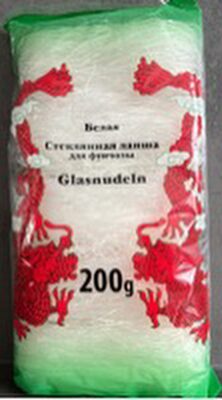 Белая
Стеклянная лапша
для фунчозы
Glasnudeln
200g